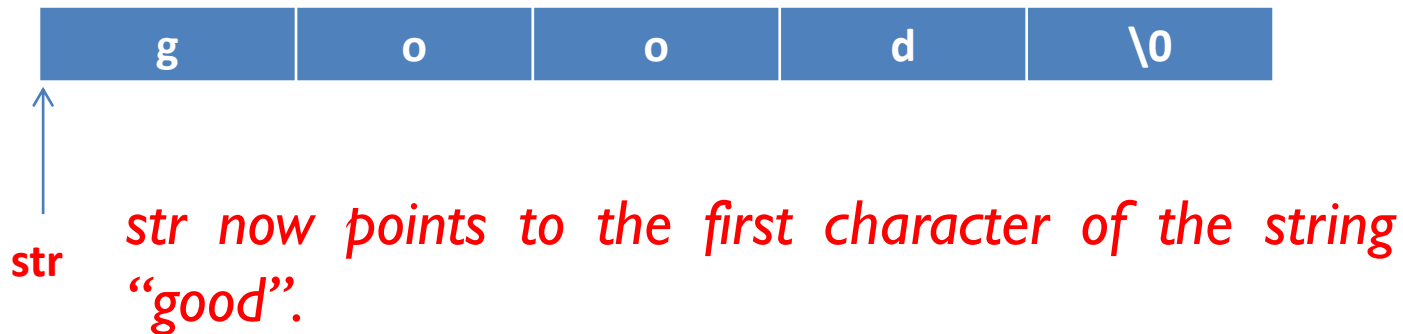 g o o d \0
str now points to the first character of the string
str
“good”.